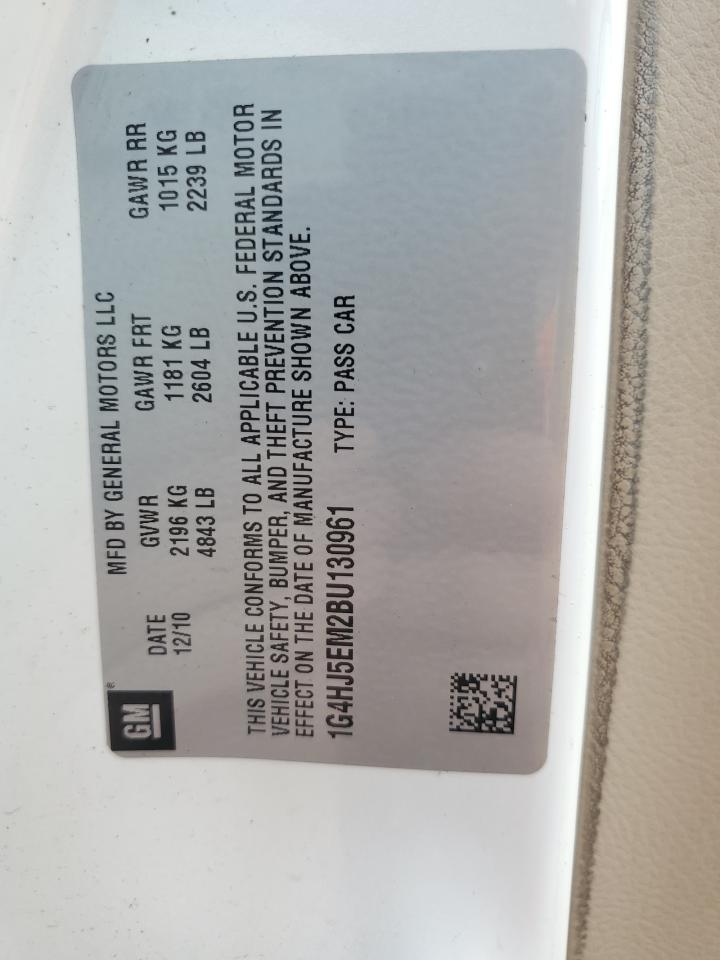 GM®
MFD BY GENERAL MOTORS LLC
DATE GVWR GAWR FRT GAWR RR
12/10 2196 KG 1181 KG 1015 KG
4843 LB 2604 LB 2239 LB
THIS VEHICLE CONFORMS TO ALL APPLICABLE U.S. FEDERAL MOTOR
VEHICLE SAFETY, BUMPER, AND THEFT PREVENTION STANDARDS IN
EFFECT ON THE DATE OF MANUFACTURE SHOWN ABOVE.
1G4HJ5EM2BU130961 TYPE: PASS CAR